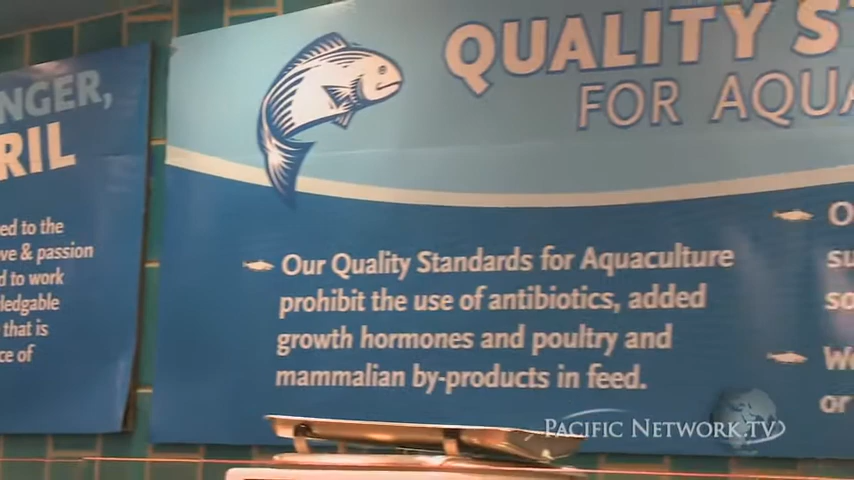 NGER,
RIL
ed to the
ve & passion
d to work
ledgable
that is
ce of
QUALITY S
FOR AQUA
Our Quality Standards for Aquaculture
prohibit the use of antibiotics, added
growth hormones and poultry and
mammalian by-products in feed.
O
su
so
W
or
PACIFIC NETWORK.TV